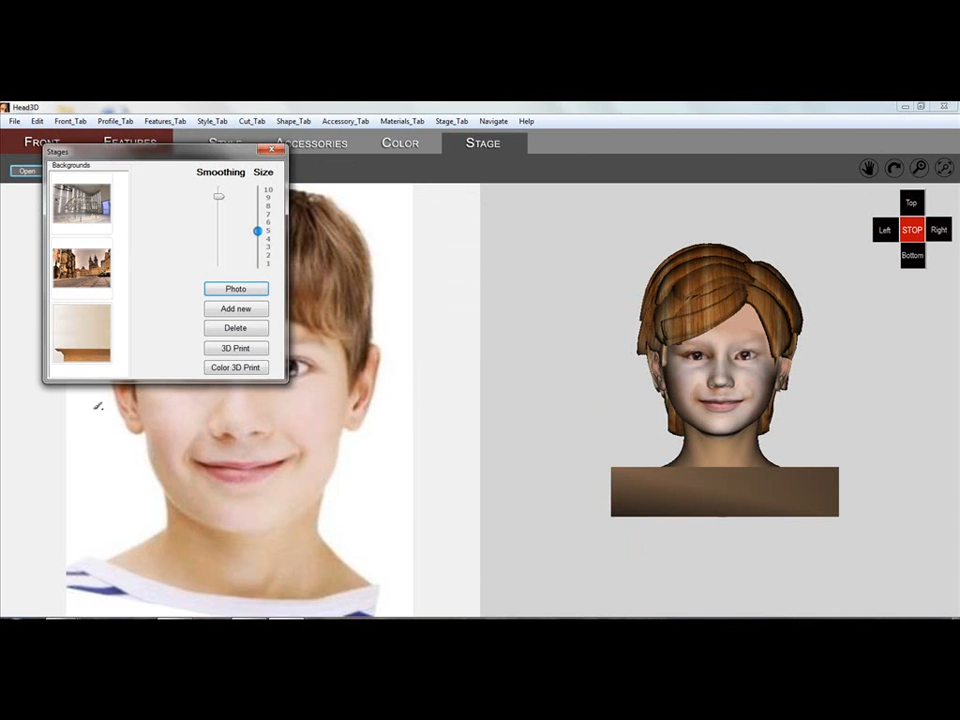 Head3D
File Edit Front_Tab Profile_Tab Features_Tab Style_Tab Cut_Tab Shape_Tab Accessory_Tab Materials_Tab Stage_Tab Navigate Help
FRONT FEATURES STYLE ACCESSORIES COLOR STAGE
Stages
Open
Backgrounds
Smoothing Size
10
9
8
7
6
5
4
3
2
1
Photo
Add new
Delete
3D Print
Color 3D Print
Top
Left STOP Right
Bottom